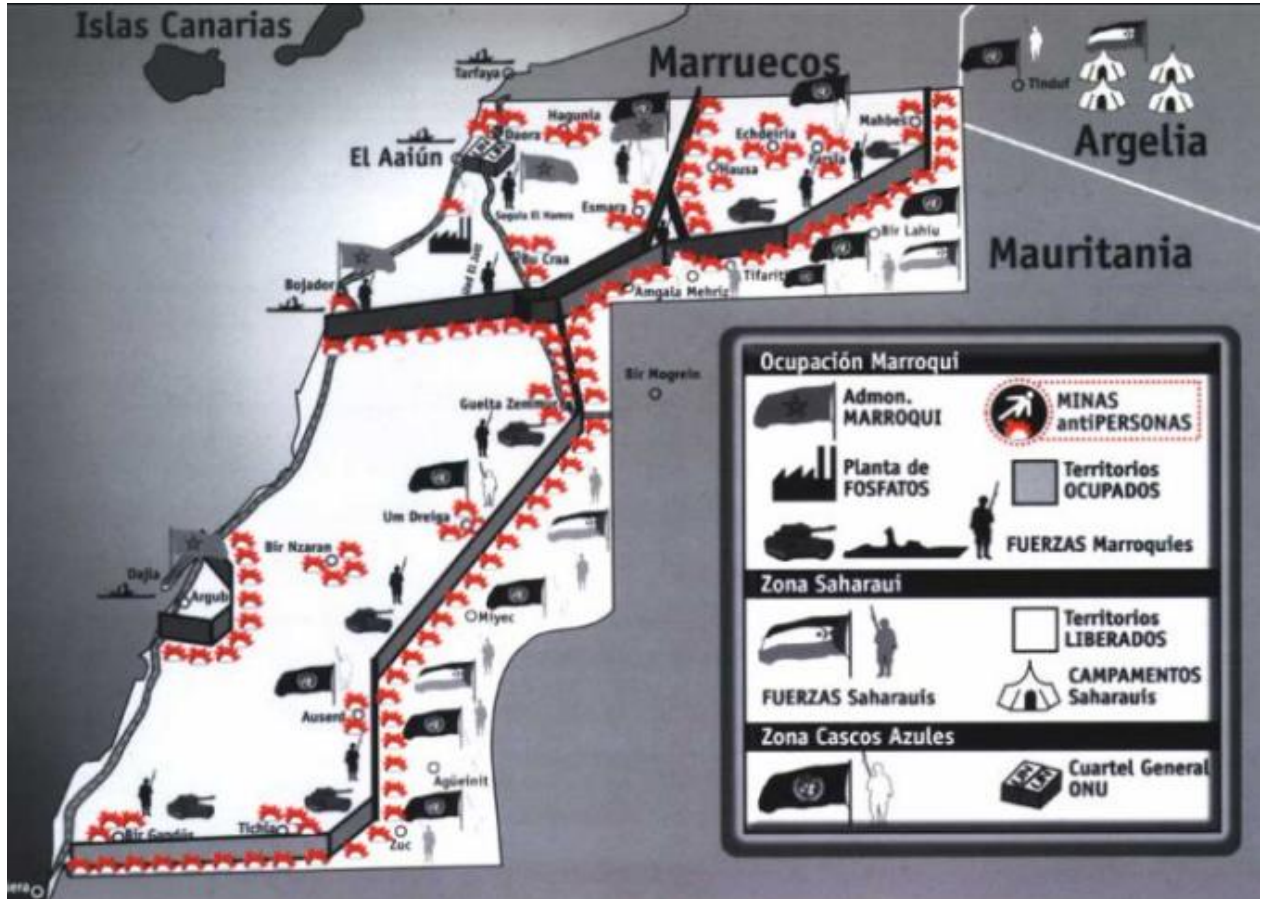 Islas Canarias
Marruecos
Tarfaya
Tinduf
Argelia
Hagunia
Daora
Mahbes
Echdeiria
El Aaiún
Farsia
Hausa
Esmara
Seguia El Hamra
Bu Craa
Bir Lahlu
Mauritania
Tifariti
Amgala Mehriz
Bojador
Bir Mogrein
Guelta Zemmur
Um Dreiga
Bir Nzaran
Dajla
Argub
Miyec
Auserd
Agüeinit
Bir Gandús
Tichla
Zuc
Ocupación Marroqui
Admon.
MARROQUI
MINAS
antiPERSONAS
Planta de
FOSFATOS
Territorios
OCUPADOS
FUERZAS Marroquies
Zona Saharaui
Territorios
LIBERADOS
FUERZAS Saharauis
CAMPAMENTOS
Saharauis
Zona Cascos Azules
Cuartel General
ONU